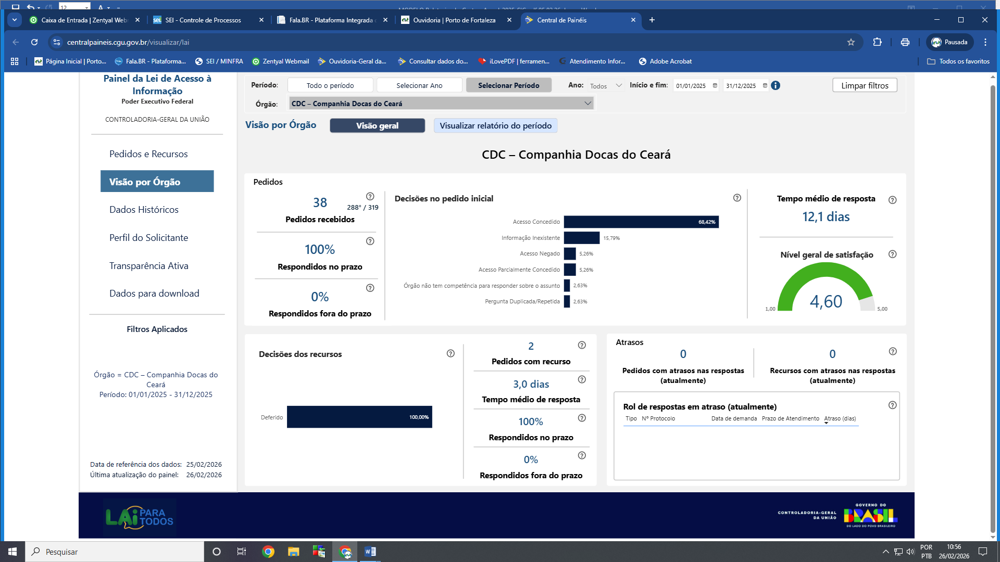 12
Caixa de Entrada | Zentyal Web
SEI - Controle de Processos
Fala.BR - Plataforma Integrada
Ouvidoria | Porto de Fortaleza
Central de Painéis
centralpaineis.cgu.gov.br/visualizar/lai
Pausada
Página Inicial | Porto...
Fala.BR - Plataforma...
SEI / MINFRA
Zentyal Webmail
Ouvidoria-Geral da...
Consultar dados do...
iLovePDF | ferramen...
Atendimento Infor...
Adobe Acrobat
Todos os favoritos
Painel da Lei de Acesso à
Informação
Poder Executivo Federal
CONTROLADORIA-GERAL DA UNIÃO
Pedidos e Recursos
Visão por Órgão
Dados Históricos
Perfil do Solicitante
Transparência Ativa
Dados para download
Filtros Aplicados
Órgão = CDC – Companhia Docas do
Ceará
Período: 01/01/2025 - 31/12/2025
Data de referência dos dados: 25/02/2026
Última atualização do painel: 26/02/2026
Período: Todo o período Selecionar Ano Selecionar Período Ano: Todos Início e fim: 01/01/2025 31/12/2025 Limpar filtros
Órgão: CDC – Companhia Docas do Ceará
Visão por Órgão Visão geral Visualizar relatório do período
CDC – Companhia Docas do Ceará
Pedidos
38
288° / 319
Pedidos recebidos
100%
Respondidos no prazo
0%
Respondidos fora do prazo
Decisões no pedido inicial
Acesso Concedido 68,42%
Informação Inexistente 15,79%
Acesso Negado 5,26%
Acesso Parcialmente Concedido 5,26%
Órgão não tem competência para responder sobre o assunto 2,63%
Pergunta Duplicada/Repetida 2,63%
Tempo médio de resposta
12,1 dias
Nível geral de satisfação
4,60
1,00 5,00
Decisões dos recursos
Deferido 100,00%
2
Pedidos com recurso
3,0 dias
Tempo médio de resposta
100%
Respondidos no prazo
0%
Respondidos fora do prazo
Atrasos
0
Pedidos com atrasos nas respostas
(atualmente)
0
Recursos com atrasos nas respostas
(atualmente)
Rol de respostas em atraso (atualmente)
Tipo Nº Protocolo Data de demanda Prazo de Atendimento Atraso (dias)
LAi PARA
TODOS
CONTROLADORIA-GERAL
DA UNIÃO
GOVERNO DO
BRASIL
DO LADO DO POVO BRASILEIRO
Pesquisar
POR
PTB
10:56
26/02/2026